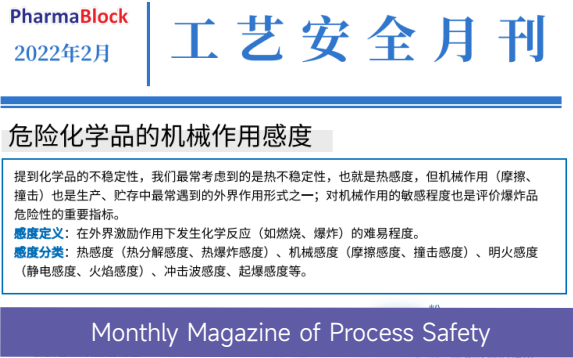 PharmaBlock
2022年2月
工艺安全月刊
危险化学品的机械作用感度
提到化学品的不稳定性，我们最常考虑到的是热不稳定性，也就是热感度，但机械作用（摩擦、
撞击）也是生产、贮存中最常遇到的外界作用形式之一；对机械作用的敏感程度也是评价爆炸品
危险性的重要指标。
感度定义：在外界激励作用下发生化学反应（如燃烧、爆炸）的难易程度。
感度分类：热感度（热分解感度、热爆炸感度）、机械感度（摩擦感度、撞击感度）、明火感度
（静电感度、火焰感度）、冲击波感度、起爆感度等。
Monthly Magazine of Process Safety